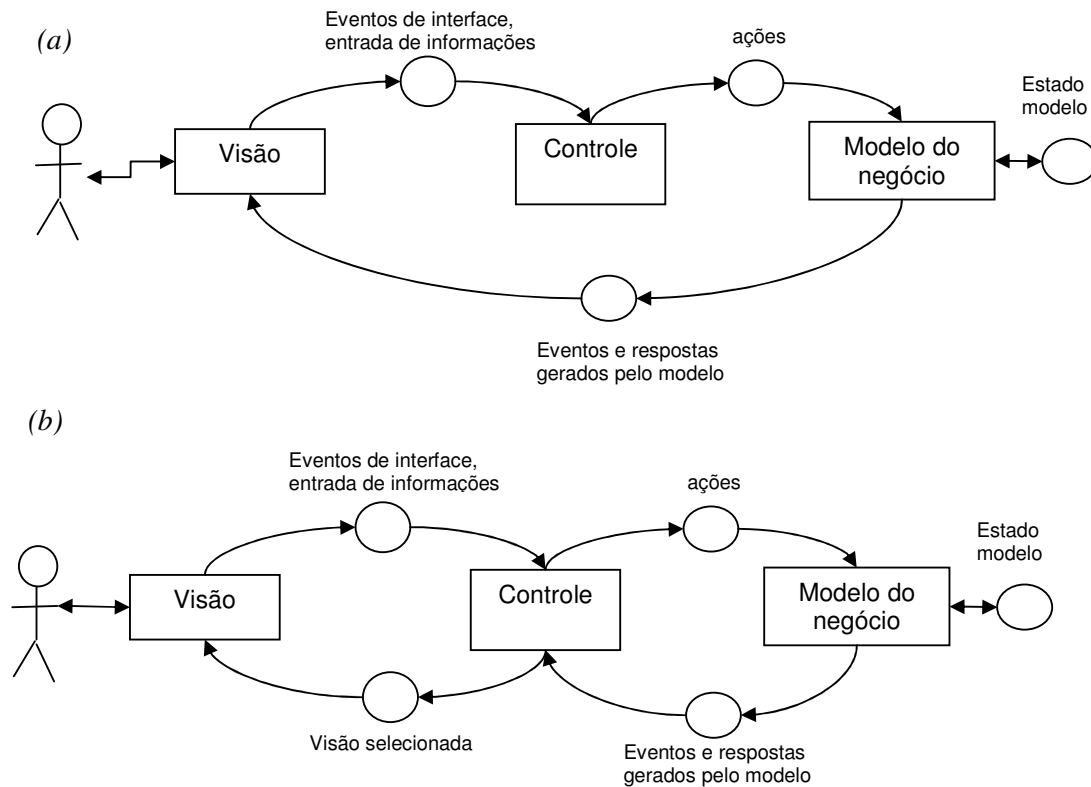 (a)
Eventos de interface,
entrada de informações
ações
Estado
modelo
Visão
Controle
Modelo do
negócio
Eventos e respostas
gerados pelo modelo
(b)
Eventos de interface,
entrada de informações
ações
Estado
modelo
Visão
Controle
Modelo do
negócio
Visão selecionada
Eventos e respostas
gerados pelo modelo